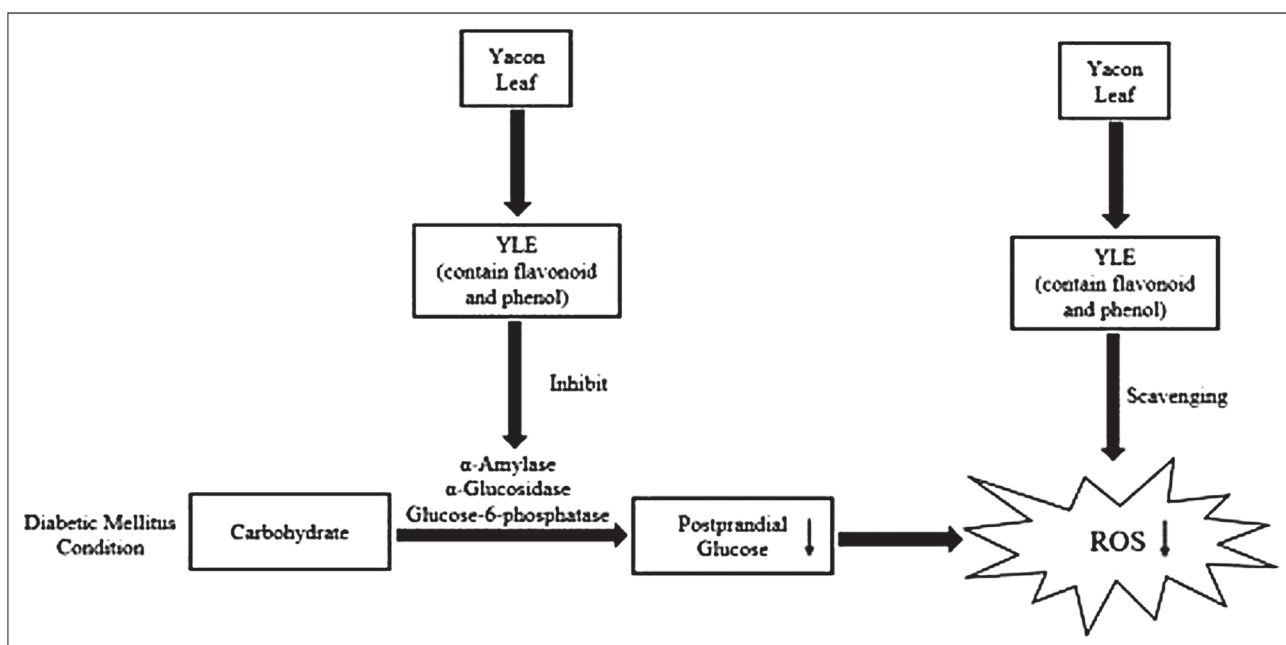 Yacon
Leaf
Yacon
Leaf
YLE
(contain flavonoid
and phenol)
YLE
(contain flavonoid
and phenol)
Inhibit
Scavenging
α-Amylase
α-Glucosidase
Glucose-6-phosphatase
Diabetic Mellitus
Condition
Carbohydrate
Postprandial
Glucose ↓
ROS ↓